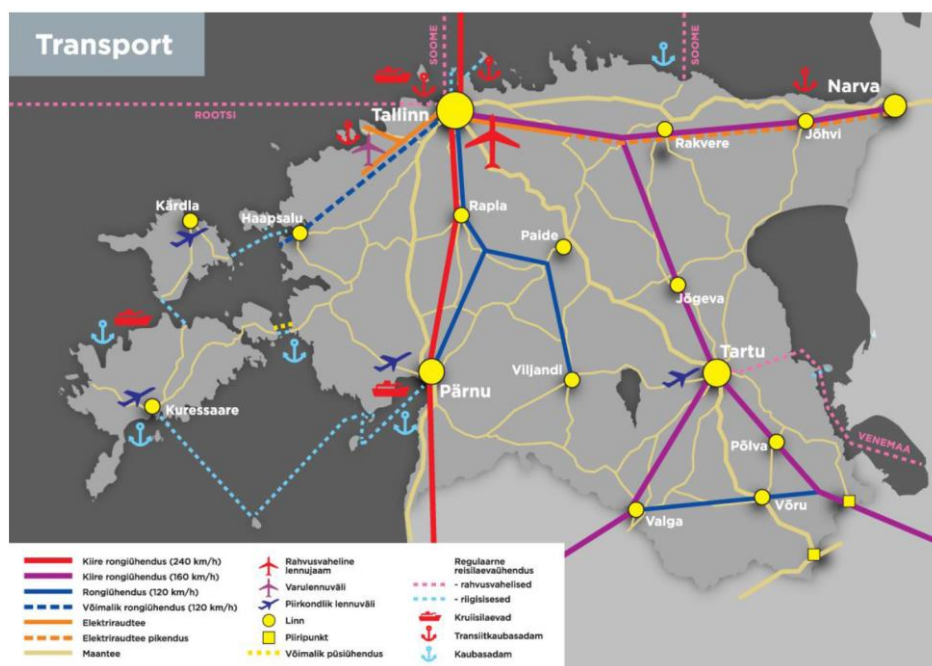 Transport
SOOME
SOOME
ROOTSI
Tallinn
Narva
Rakvere
Jõhvi
Kärdla
Haapsalu
Rapla
Paide
Jõgeva
Tartu
Pärnu
Viljandi
Kuressaare
Põlva
VENEMAA
Valga
Võru
Kiire rongiühendus (240 km/h)
Kiire rongiühendus (160 km/h)
Rongiühendus (120 km/h)
Võimalik rongiühendus (120 km/h)
Elektriraudtee
Elektriraudtee pikendus
Maantee
Rahvusvaheline
lennujaam
Varulennuväli
Piirkondlik lennuväli
Linn
Piiripunkt
Võimalik püsiühendus
Regulaarne
reisilaevaühendus
- rahvusvahelised
- riigisisesed
Kruiisilaevad
Transiitkaubasadam
Kaubasadam